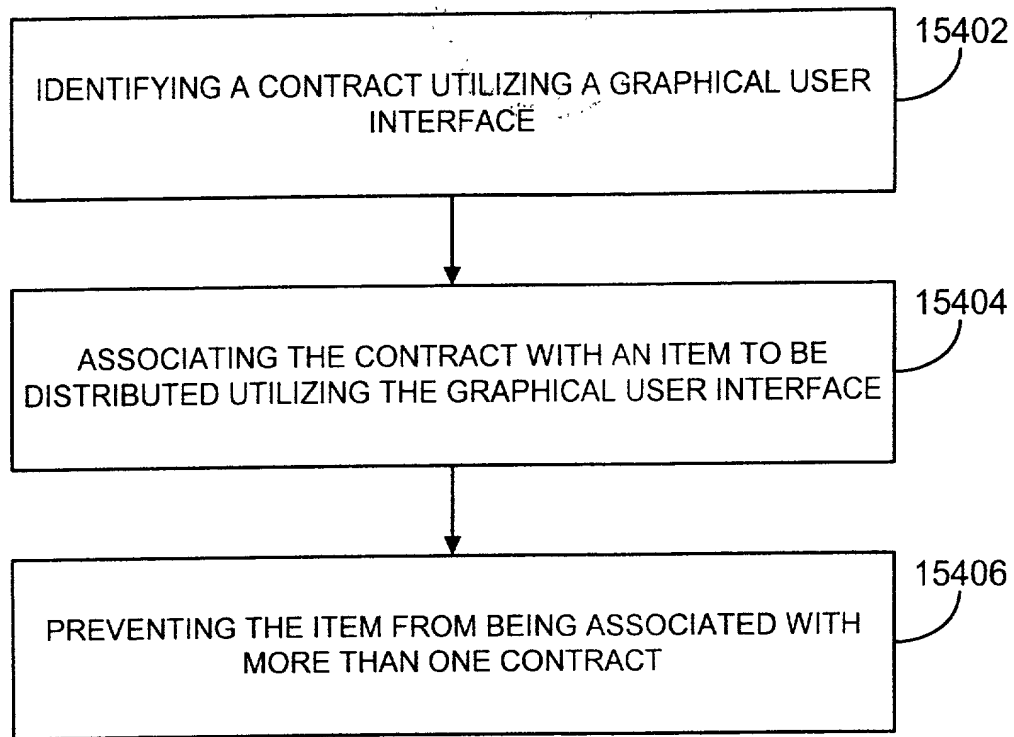 15402
IDENTIFYING A CONTRACT UTILIZING A GRAPHICAL USER
INTERFACE
15404
ASSOCIATING THE CONTRACT WITH AN ITEM TO BE
DISTRIBUTED UTILIZING THE GRAPHICAL USER INTERFACE
15406
PREVENTING THE ITEM FROM BEING ASSOCIATED WITH
MORE THAN ONE CONTRACT